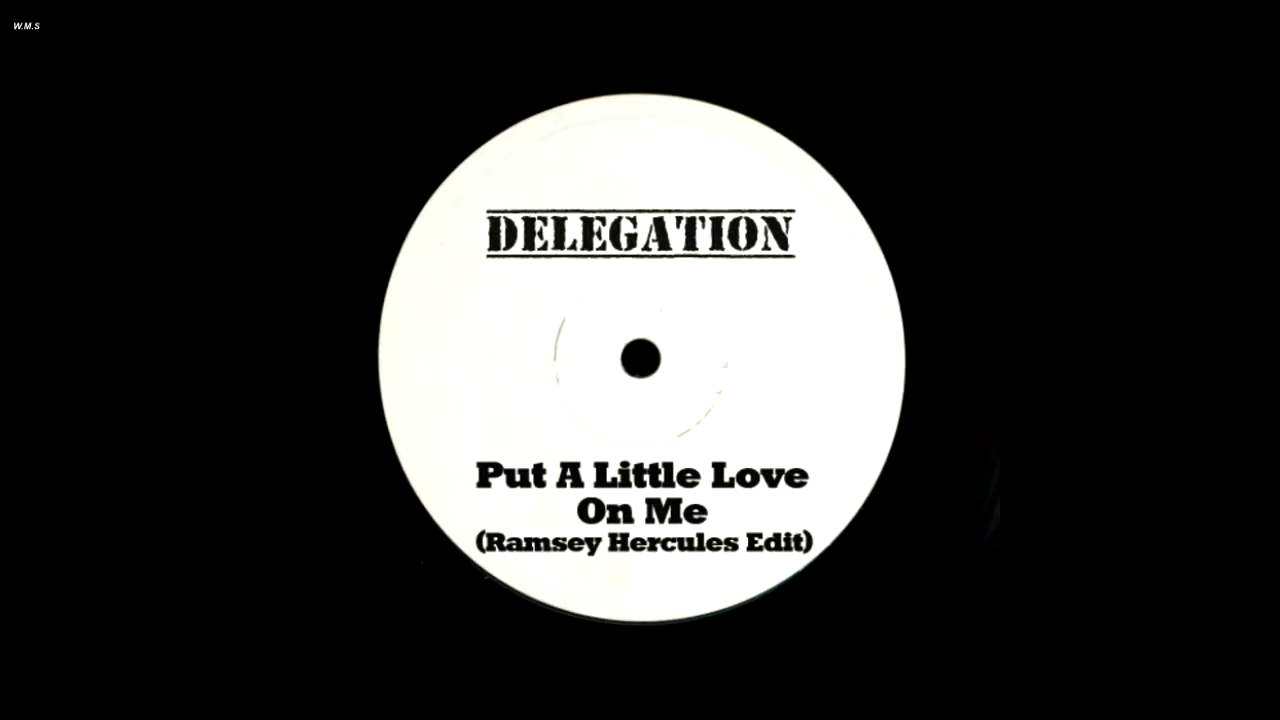 W.M.S
DELEGATION
Put A Little Love
On Me
(Ramsey Hercules Edit)